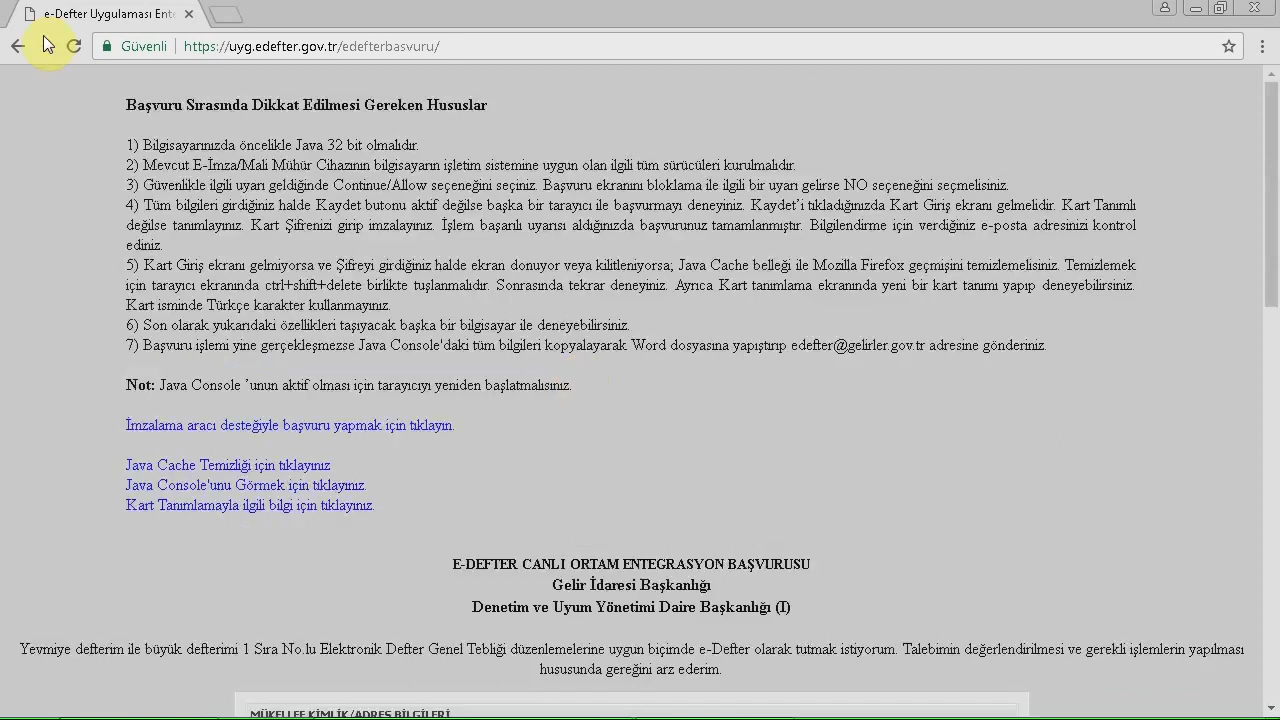 e-Defter Uygulaması Ente
Güvenli
https://uyg.edefter.gov.tr/edefterbasvuru/
Başvuru Sırasında Dikkat Edilmesi Gereken Hususlar
1) Bilgisayarınızda öncelikle Java 32 bit olmalıdır.
2) Mevcut E-İmza/Mali Mühür Cihazının bilgisayarın işletim sistemine uygun olan ilgili tüm sürücüleri kurulmalıdır.
3) Güvenlikle ilgili uyarı geldiğinde Continue/Allow seçeneğini seçiniz. Başvuru ekranını bloklama ile ilgili bir uyarı gelirse NO seçeneğini seçmelisiniz.
4) Tüm bilgileri girdiğiniz halde Kaydet butonu aktif değilse başka bir tarayıcı ile başvurmayı deneyiniz. Kaydet’i tıkladığınızda Kart Giriş ekranı gelmelidir. Kart Tanımlı
değilse tanımlayınız. Kart Şifrenizi girip imzalayınız. İşlem başarılı uyarısı aldığınızda başvurunuz tamamlanmıştır. Bilgilendirme için verdiğiniz e-posta adresinizi kontrol
ediniz.
5) Kart Giriş ekranı gelmiyorsa ve Şifreyi girdiğiniz halde ekran donuyor veya kilitleniyorsa; Java Cache belleği ile Mozilla Firefox geçmişini temizlemelisiniz. Temizlemek
için tarayıcı ekranında ctrl+shift+delete birlikte tuşlanmalıdır. Sonrasında tekrar deneyiniz. Ayrıca Kart tanımlama ekranında yeni bir kart tanımı yapıp deneyebilirsiniz.
Kart isminde Türkçe karakter kullanmayınız.
6) Son olarak yukarıdaki özellikleri taşıyacak başka bir bilgisayar ile deneyebilirsiniz.
7) Başvuru işlemi yine gerçekleşmezse Java Console'daki tüm bilgileri kopyalayarak Word dosyasına yapıştırıp edefter@gelirler.gov.tr adresine gönderiniz.
Not: Java Console ’unun aktif olması için tarayıcıyı yeniden başlatmalısınız.
İmzalama aracı desteğiyle başvuru yapmak için tıklayın.
Java Cache Temizliği için tıklayınız
Java Console'unu Görmek için tıklayınız.
Kart Tanımlamayla ilgili bilgi için tıklayınız.
E-DEFTER CANLI ORTAM ENTEGRASYON BAŞVURUSU
Gelir İdaresi Başkanlığı
Denetim ve Uyum Yönetimi Daire Başkanlığı (I)
Yevmiye defterim ile büyük defterimi 1 Sıra No.lu Elektronik Defter Genel Tebliği düzenlemelerine uygun biçimde e-Defter olarak tutmak istiyorum. Talebimin değerlendirilmesi ve gerekli işlemlerin yapılması
hususunda gereğini arz ederim.
MÜKELLEF KİMLİK/ADRES BİLGİLERİ